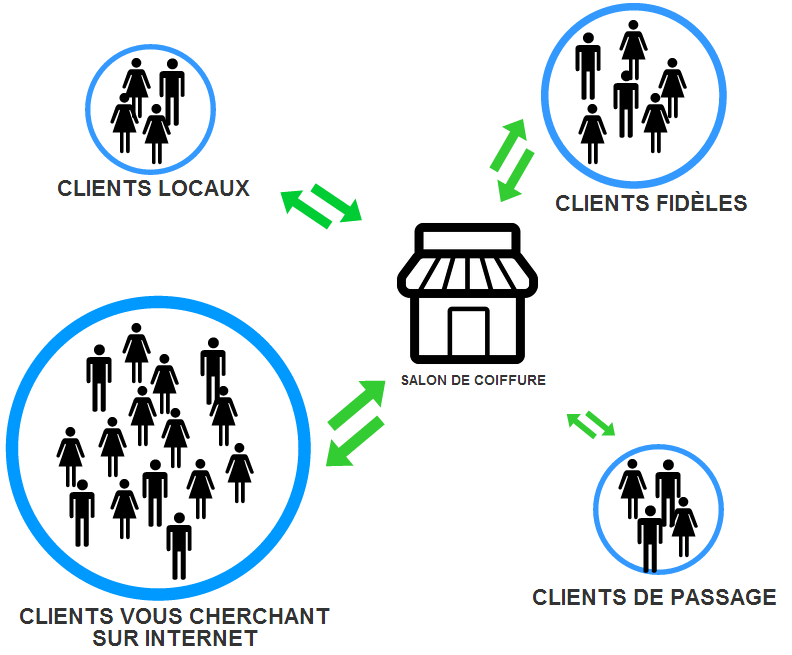 CLIENTS LOCAUX
CLIENTS FIDÈLES
SALON DE COIFFURE
CLIENTS VOUS CHERCHANT
SUR INTERNET
CLIENTS DE PASSAGE